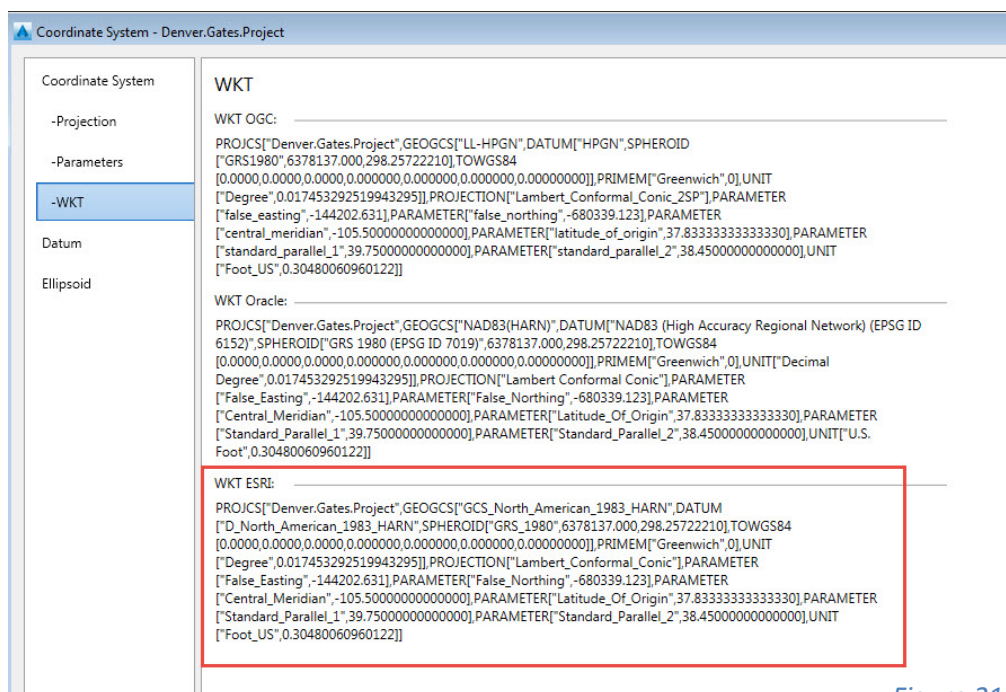 Coordinate System - Denver.Gates.Project
Coordinate System
-Projection
-Parameters
-WKT
Datum
Ellipsoid
WKT
WKT OGC:
PROJCS["Denver.Gates.Project",GEOGCS["LL-HPGN",DATUM["HPGN",SPHEROID
["GRS1980",6378137.000,298.25722210],TOWGS84
[0.0000,0.0000,0.0000,0.000000,0.000000,0.000000,0.00000000]],PRIMEM["Greenwich",0],UNIT
["Degree",0.017453292519943295]],PROJECTION["Lambert_Conformal_Conic_2SP"],PARAMETER
["false_easting",-144202.631],PARAMETER["false_northing",-680339.123],PARAMETER
["central_meridian",-105.50000000000000],PARAMETER["latitude_of_origin",37.83333333333330],PARAMETER
["standard_parallel_1",39.75000000000000],PARAMETER["standard_parallel_2",38.45000000000000],UNIT
["Foot_US",0.30480060960122]]
WKT Oracle:
PROJCS["Denver.Gates.Project",GEOGCS["NAD83(HARN)",DATUM["NAD83 (High Accuracy Regional Network) (EPSG ID
6152)",SPHEROID["GRS 1980 (EPSG ID 7019)",6378137.000,298.25722210],TOWGS84
[0.0000,0.0000,0.0000,0.000000,0.000000,0.000000,0.00000000]],PRIMEM["Greenwich",0],UNIT["Decimal
Degree",0.017453292519943295]],PROJECTION["Lambert Conformal Conic"],PARAMETER
["False_Easting",-144202.631],PARAMETER["False_Northing",-680339.123],PARAMETER
["Central_Meridian",-105.50000000000000],PARAMETER["Latitude_Of_Origin",37.83333333333330],PARAMETER
["Standard_Parallel_1",39.75000000000000],PARAMETER["Standard_Parallel_2",38.45000000000000],UNIT["U.S.
Foot",0.30480060960122]]
WKT ESRI:
PROJCS["Denver.Gates.Project",GEOGCS["GCS_North_American_1983_HARN",DATUM
["D_North_American_1983_HARN",SPHEROID["GRS_1980",6378137.000,298.25722210],TOWGS84
[0.0000,0.0000,0.0000,0.000000,0.000000,0.000000,0.00000000]],PRIMEM["Greenwich",0],UNIT
["Degree",0.017453292519943295]],PROJECTION["Lambert_Conformal_Conic"],PARAMETER
["False_Easting",-144202.631],PARAMETER["False_Northing",-680339.123],PARAMETER
["Central_Meridian",-105.50000000000000],PARAMETER["Latitude_Of_Origin",37.83333333333330],PARAMETER
["Standard_Parallel_1",39.75000000000000],PARAMETER["Standard_Parallel_2",38.45000000000000],UNIT
["Foot_US",0.30480060960122]]